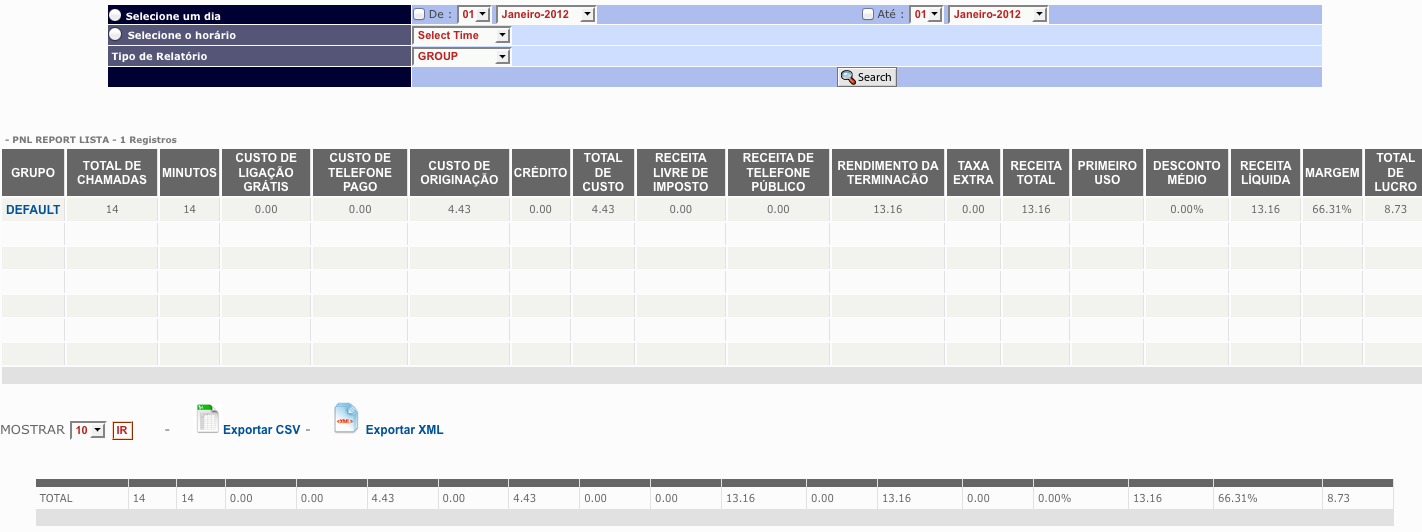 Selecione um dia De : 01 Janeiro-2012 Até : 01 Janeiro-2012
Selecione o horário Select Time
Tipo de Relatório GROUP
Search
- PNL REPORT LISTA - 1 Registros
GRUPO TOTAL DE CHAMADAS MINUTOS CUSTO DE LIGAÇÃO GRÁTIS CUSTO DE TELEFONE PAGO CUSTO DE ORIGINAÇÃO CRÉDITO TOTAL DE CUSTO RECEITA LIVRE DE IMPOSTO RECEITA DE TELEFONE PÚBLICO RENDIMENTO DA TERMINACÃO TAXA EXTRA RECEITA TOTAL PRIMEIRO USO DESCONTO MÉDIO RECEITA LÍQUIDA MARGEM TOTAL DE LUCRO
DEFAULT 14 14 0.00 0.00 4.43 0.00 4.43 0.00 0.00 13.16 0.00 13.16 0.00% 13.16 66.31% 8.73
MOSTRAR 10 IR - Exportar CSV - Exportar XML
TOTAL 14 14 0.00 0.00 4.43 0.00 4.43 0.00 0.00 13.16 0.00 13.16 0.00 0.00% 13.16 66.31% 8.73